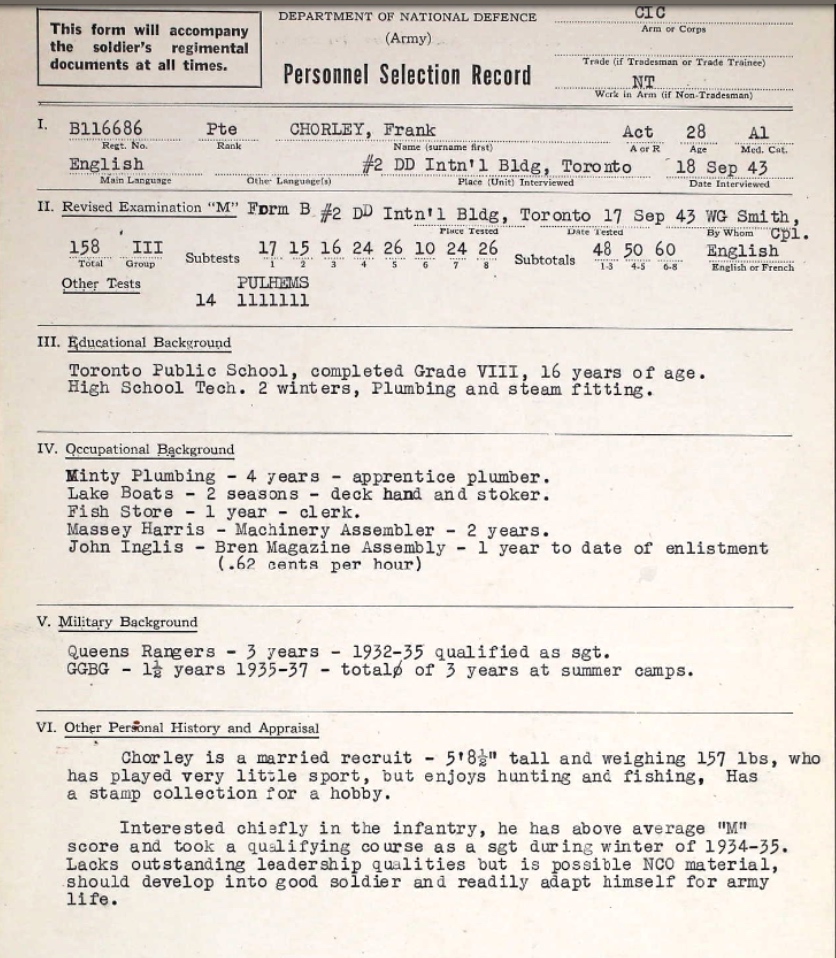 This form will accompany
the soldier's regimental
documents at all times.
DEPARTMENT OF NATIONAL DEFENCE
(Army)
Personnel Selection Record
CIC
Arm or Corps
Trade (if Tradesman or Trade Trainee)
NT
Work in Arm (if Non-Tradesman)
I. B116686 Pte CHORLEY, Frank Act 28 A1
Regt. No. Rank Name (surname first) A or R Age Med. Cat.
English #2 DD Intn'l Bldg, Toronto 18 Sep 43
Main Language Other Language(s) Place (Unit) Interviewed Date Interviewed
II. Revised Examination "M" Form B #2 DD Intn'l Bldg, Toronto 17 Sep 43 WG Smith, Cpl.
Place Tested Date Tested By Whom
158 III Subtests 17 15 16 24 26 10 24 26 Subtotals 48 50 60 English
Total Group 1 2 3 4 5 6 7 8 1-3 4-5 6-8 English or French
Other Tests PULHEMS
14 1111111
III. Educational Background
Toronto Public School, completed Grade VIII, 16 years of age.
High School Tech. 2 winters, Plumbing and steam fitting.
IV. Occupational Background
Minty Plumbing - 4 years - apprentice plumber.
Lake Boats - 2 seasons - deck hand and stoker.
Fish Store - 1 year - clerk.
Massey Harris - Machinery Assembler - 2 years.
John Inglis - Bren Magazine Assembly - 1 year to date of enlistment
(.62 cents per hour)
V. Military Background
Queens Rangers - 3 years - 1932-35 qualified as sgt.
GGBG - 1½ years 1935-37 - total of 3 years at summer camps.
VI. Other Personal History and Appraisal
Chorley is a married recruit - 5'8½" tall and weighing 157 lbs, who
has played very little sport, but enjoys hunting and fishing, Has
a stamp collection for a hobby.
Interested chiefly in the infantry, he has above average "M"
score and took a qualifying course as a sgt during winter of 1934-35.
Lacks outstanding leadership qualities but is possible NCO material,
should develop into good soldier and readily adapt himself for army
life.